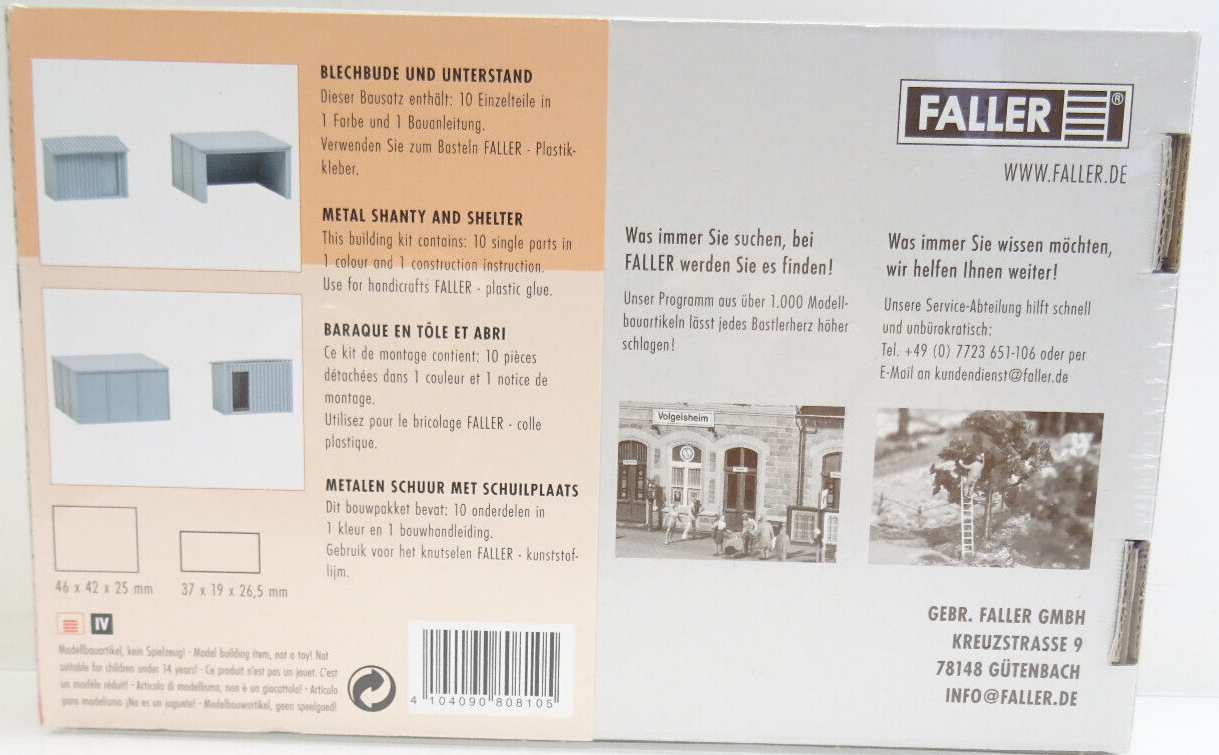 BLECHBUDE UND UNTERSTAND
Dieser Bausatz enthält: 10 Einzelteile in
1 Farbe und 1 Bauanleitung.
Verwenden Sie zum Basteln FALLER - Plastik-
kleber.
METAL SHANTY AND SHELTER
This building kit contains: 10 single parts in
1 colour and 1 construction instruction.
Use for handicrafts FALLER - plastic glue.
BARAQUE EN TÔLE ET ABRI
Ce kit de montage contient: 10 pièces
détachées dans 1 couleur et 1 notice de
montage.
Utilisez pour le bricolage FALLER - colle
plastique.
METALEN SCHUUR MET SCHUILPLAATS
Dit bouwpakket bevat: 10 onderdelen in
1 kleur en 1 bouwhandleiding.
Gebruik voor het knutselen FALLER - kunststof-
lijm.
46 x 42 x 25 mm
37 x 19 x 26,5 mm
IV
Modellbauartikel, kein Spielzeug! · Model building item, not a toy! Not
suitable for children under 14 years! · Ce produit n'est pas un jouet. C'est
un modèle réduit! · Articolo di modellismo, non è un giocattolo! · Artículo
para modelismo ¡No es un juguete! · Modelbouwartikel, geen speelgoed!
4 104090 808105
FALLER®
WWW.FALLER.DE
Was immer Sie suchen, bei
FALLER werden Sie es finden!
Unser Programm aus über 1.000 Modell-
bauartikeln lässt jedes Bastlerherz höher
schlagen!
Volgelsheim
Was immer Sie wissen möchten,
wir helfen Ihnen weiter!
Unsere Service-Abteilung hilft schnell
und unbürokratisch:
Tel. +49 (0) 7723 651-106 oder per
E-Mail an kundendienst@faller.de
GEBR. FALLER GMBH
KREUZSTRASSE 9
78148 GÜTENBACH
INFO@FALLER.DE